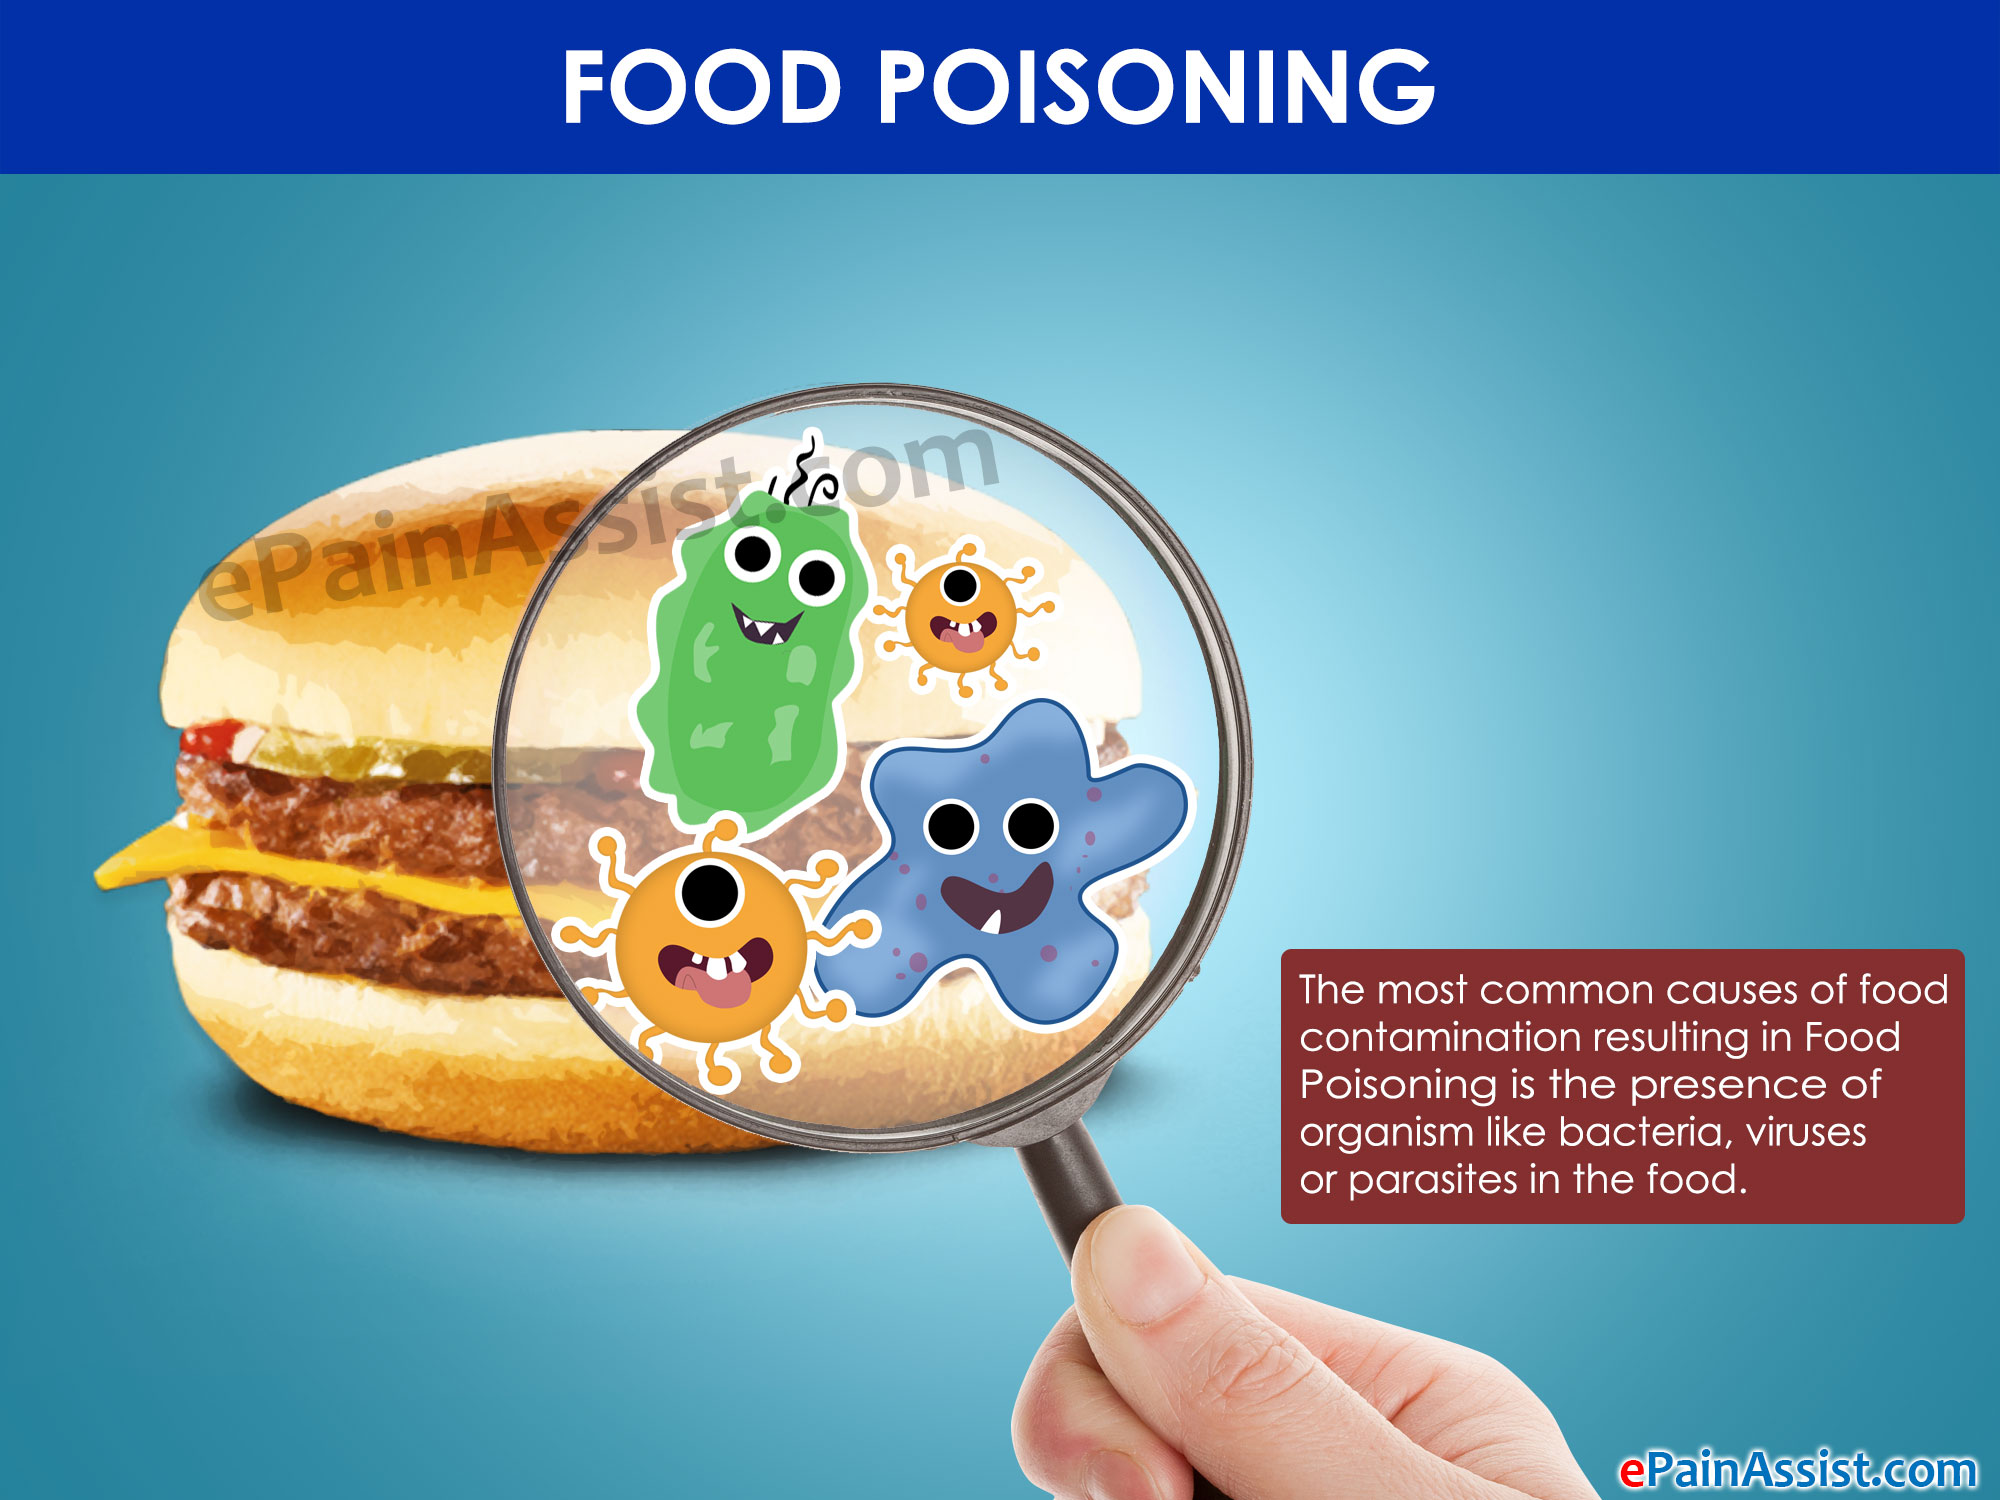 FOOD POISONING
ePainAssist.com
The most common causes of food
contamination resulting in Food
Poisoning is the presence of
organism like bacteria, viruses
or parasites in the food.
ePainAssist.com